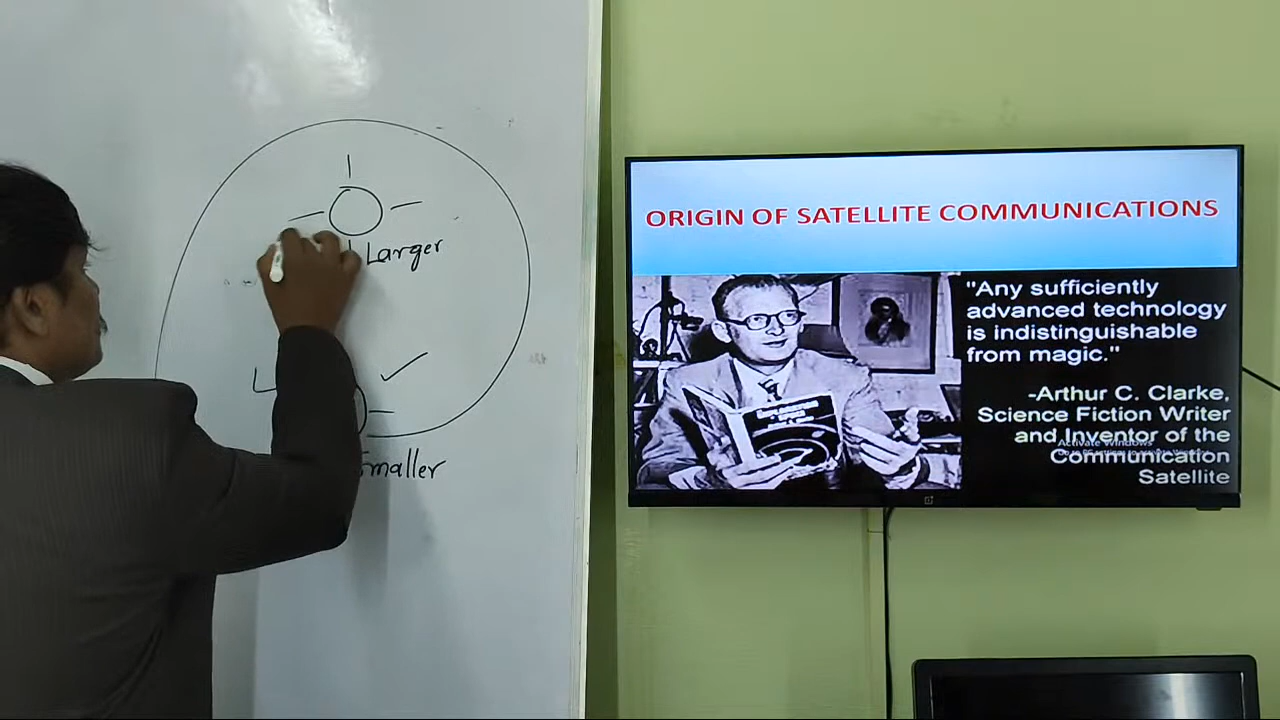 Larger
Smaller
ORIGIN OF SATELLITE COMMUNICATIONS
"Any sufficiently
advanced technology
is indistinguishable
from magic."
-Arthur C. Clarke,
Science Fiction Writer
and Inventor of the
Communication
Satellite
Activate Windows